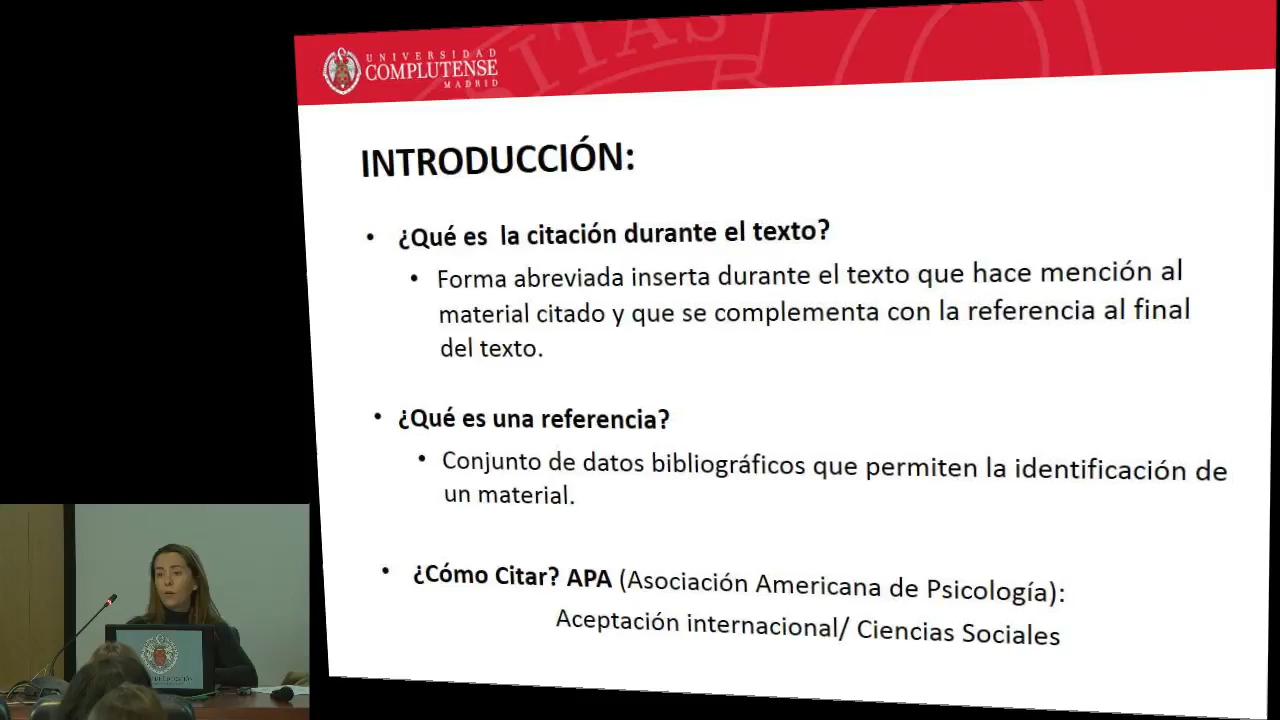 UNIVERSIDAD
COMPLUTENSE
MADRID
INTRODUCCIÓN:
• ¿Qué es la citación durante el texto?
• Forma abreviada inserta durante el texto que hace mención al
material citado y que se complementa con la referencia al final
del texto.
• ¿Qué es una referencia?
• Conjunto de datos bibliográficos que permiten la identificación de
un material.
• ¿Cómo Citar? APA (Asociación Americana de Psicología):
Aceptación internacional/ Ciencias Sociales